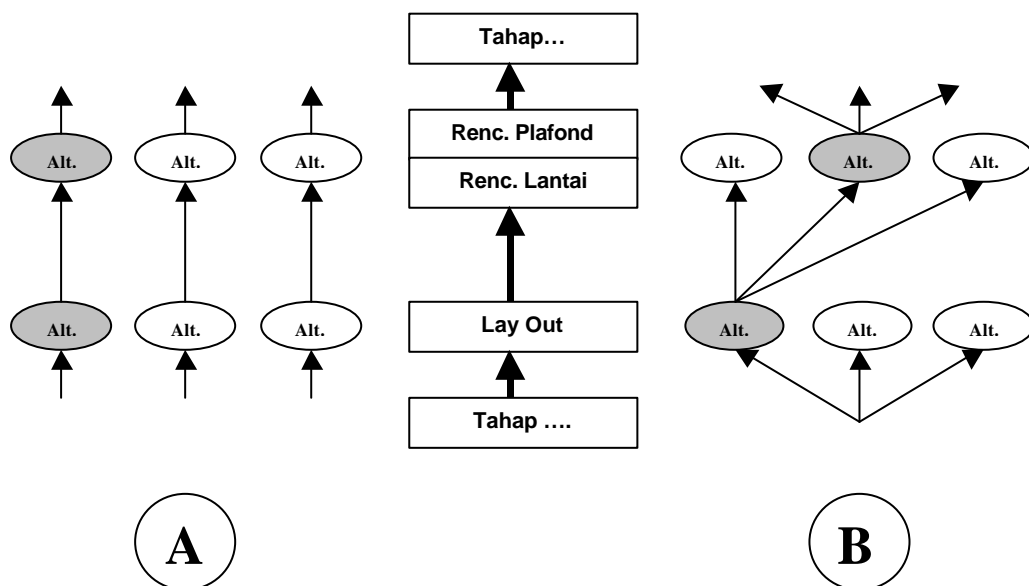 Tahap…
Renc. Plafond
Alt.
Alt.
Alt.
Alt.
Alt.
Alt.
Renc. Lantai
Alt.
Alt.
Alt.
Lay Out
Alt.
Alt.
Alt.
Tahap ….
A
B